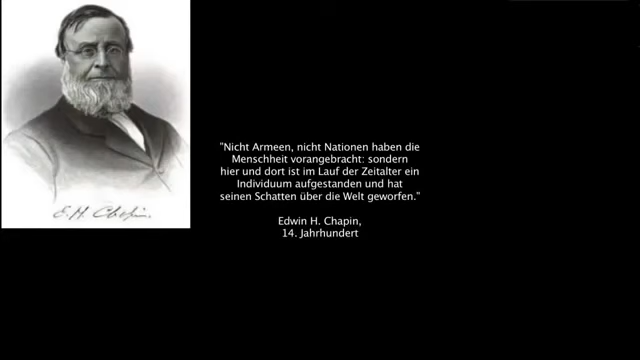 E. H. Chapin.
"Nicht Armeen, nicht Nationen haben die
Menschheit vorangebracht: sondern
hier und dort ist im Lauf der Zeitalter ein
Individuum aufgestanden und hat
seinen Schatten über die Welt geworfen."
Edwin H. Chapin,
14. Jahrhundert